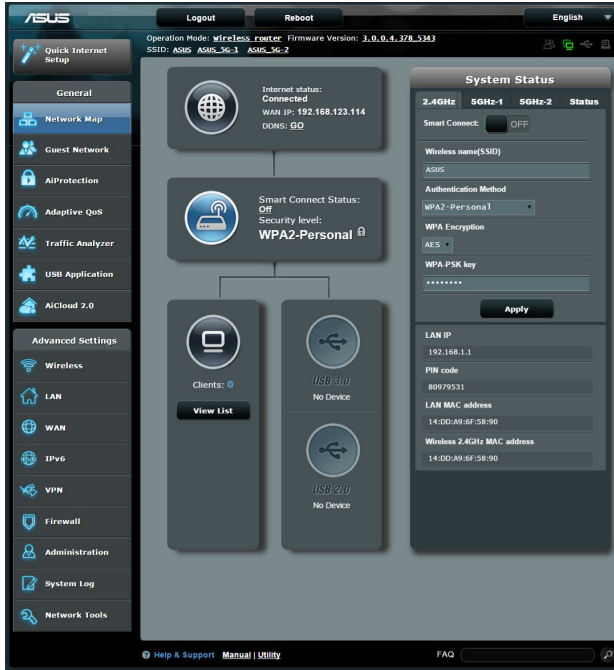 ASUS
Logout
Reboot
English
Quick Internet Setup
Operation Mode: Wireless router Firmware Version: 3.0.0.4.378_5343
SSID: ASUS ASUS_5G-1 ASUS_5G-2
General
Network Map
Guest Network
AiProtection
Adaptive QoS
Traffic Analyzer
USB Application
AiCloud 2.0
Advanced Settings
Wireless
LAN
WAN
IPv6
VPN
Firewall
Administration
System Log
Network Tools
Internet status:
Connected
WAN IP: 192.168.123.114
DDNS: GO
Smart Connect Status:
Off
Security level:
WPA2-Personal
Clients: 0
View List
USB 3.0
No Device
USB 2.0
No Device
System Status
2.4GHz 5GHz-1 5GHz-2 Status
Smart Connect: OFF
Wireless name(SSID)
ASUS
Authentication Method
WPA2-Personal
WPA Encryption
AES
WPA-PSK key
••••••••
Apply
LAN IP
192.168.1.1
PIN code
80979531
LAN MAC address
14:DD:A9:6F:58:90
Wireless 2.4GHz MAC address
14:DD:A9:6F:58:90
Help & Support Manual | Utility
FAQ